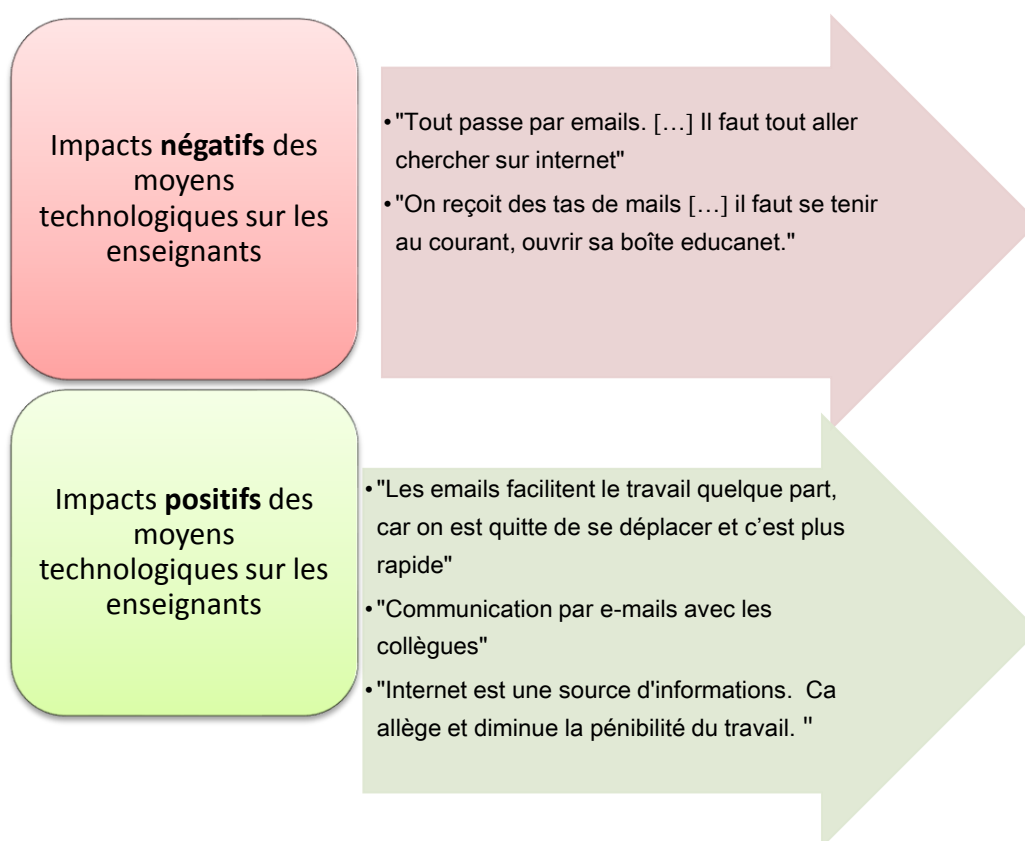 Impacts négatifs des
moyens
technologiques sur les
enseignants
•"Tout passe par emails. […] Il faut tout aller
chercher sur internet"
•"On reçoit des tas de mails […] il faut se tenir
au courant, ouvrir sa boîte educanet."
Impacts positifs des
moyens
technologiques sur les
enseignants
•"Les emails facilitent le travail quelque part,
car on est quitte de se déplacer et c’est plus
rapide"
•"Communication par e-mails avec les
collègues"
•"Internet est une source d'informations.  Ca
allège et diminue la pénibilité du travail. "